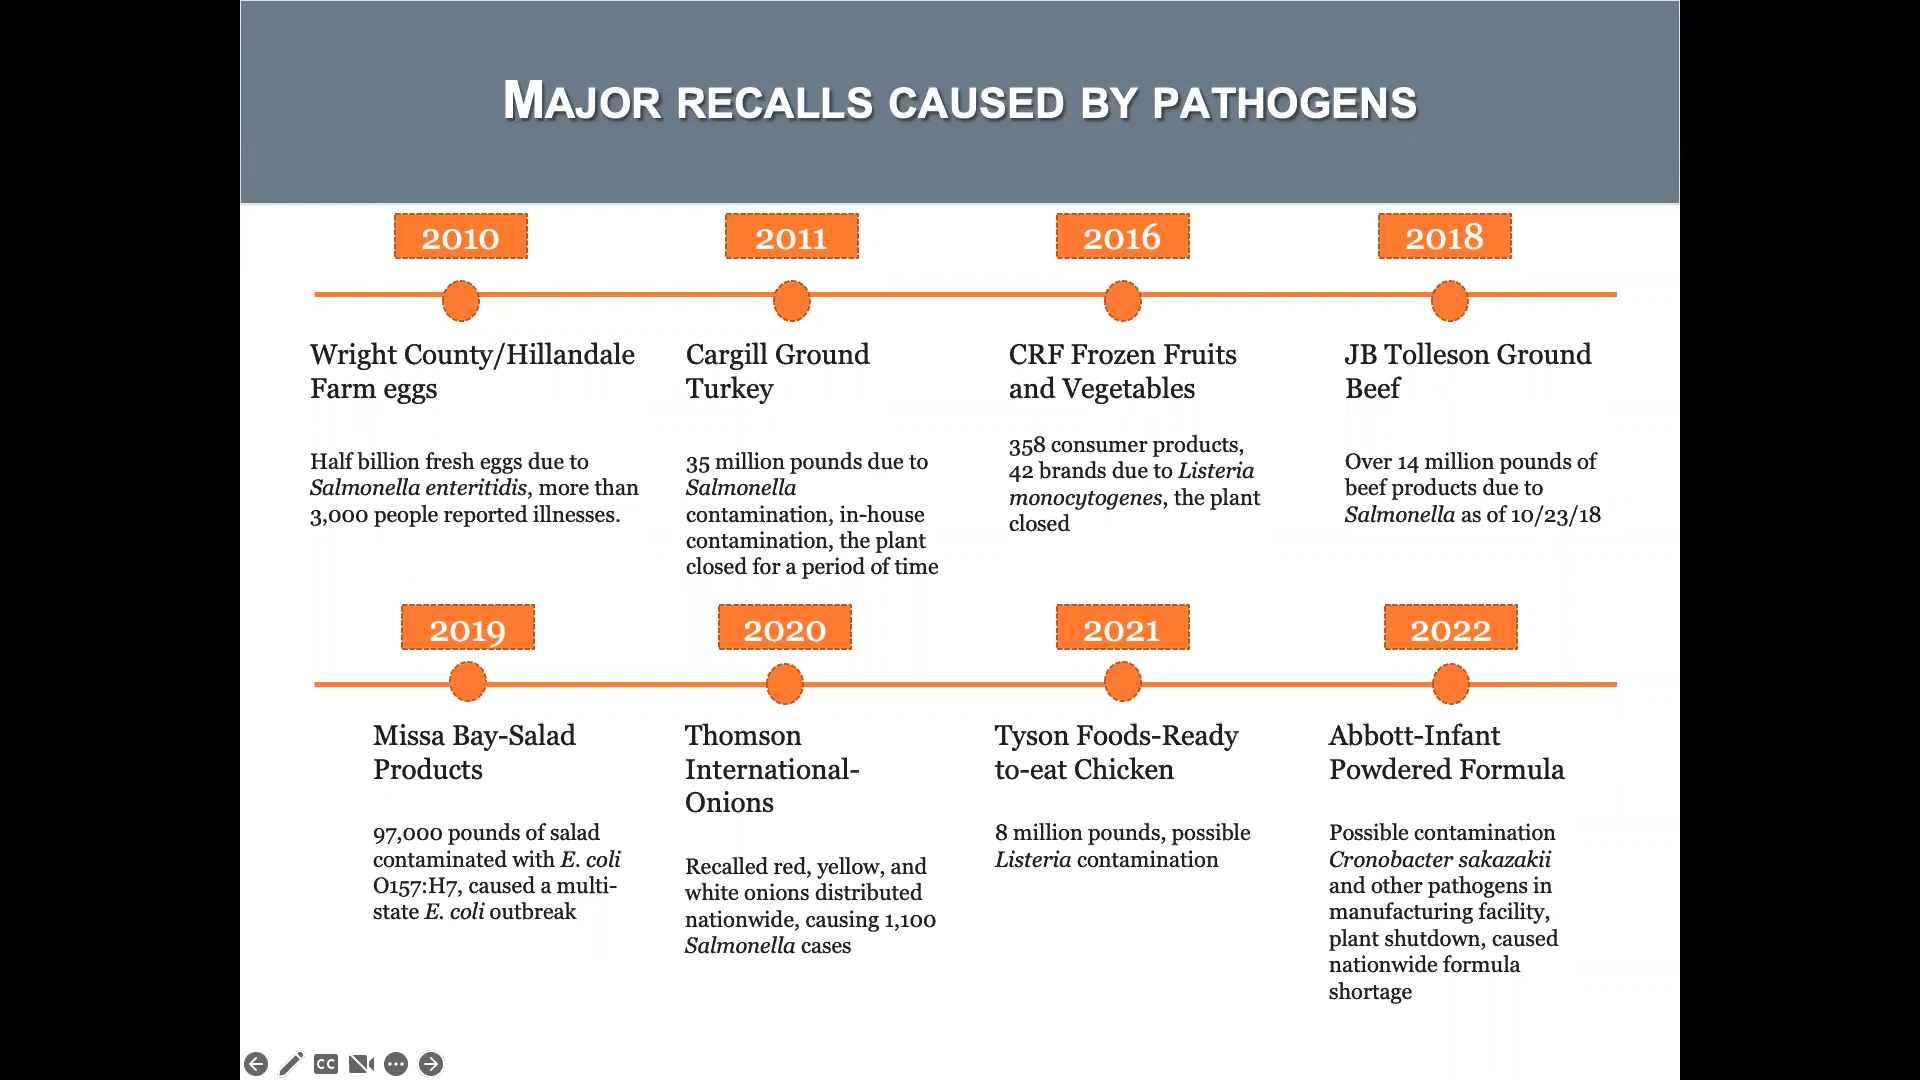 MAJOR RECALLS CAUSED BY PATHOGENS
2010
2011
2016
2018
Wright County/Hillandale
Farm eggs
Half billion fresh eggs due to
Salmonella enteritidis, more than
3,000 people reported illnesses.
Cargill Ground
Turkey
35 million pounds due to
Salmonella
contamination, in-house
contamination, the plant
closed for a period of time
CRF Frozen Fruits
and Vegetables
358 consumer products,
42 brands due to Listeria
monocytogenes, the plant
closed
JB Tolleson Ground
Beef
Over 14 million pounds of
beef products due to
Salmonella as of 10/23/18
2019
2020
2021
2022
Missa Bay-Salad
Products
97,000 pounds of salad
contaminated with E. coli
O157:H7, caused a multi-
state E. coli outbreak
Thomson
International-
Onions
Recalled red, yellow, and
white onions distributed
nationwide, causing 1,100
Salmonella cases
Tyson Foods-Ready
to-eat Chicken
8 million pounds, possible
Listeria contamination
Abbott-Infant
Powdered Formula
Possible contamination
Cronobacter sakazakii
and other pathogens in
manufacturing facility,
plant shutdown, caused
nationwide formula
shortage
CC